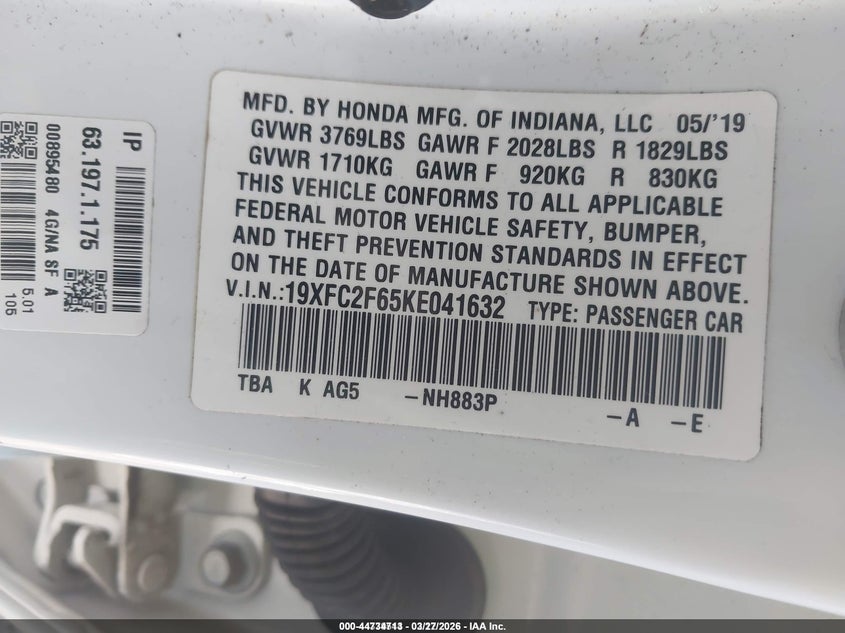 MFD. BY HONDA MFG. OF INDIANA, LLC 05/'19
GVWR 3769LBS GAWR F 2028LBS R 1829LBS
GVWR 1710KG GAWR F 920KG R 830KG
THIS VEHICLE CONFORMS TO ALL APPLICABLE
FEDERAL MOTOR VEHICLE SAFETY, BUMPER,
AND THEFT PREVENTION STANDARDS IN EFFECT
ON THE DATE OF MANUFACTURE SHOWN ABOVE.
V.I.N.:19XFC2F65KE041632 TYPE: PASSENGER CAR
TBA K AG5 -NH883P -A -E
IP
63.197.1.175
00895480 4G/NA SF A
5.01
105
000-44734713 03/27/2026 - IAA Inc.